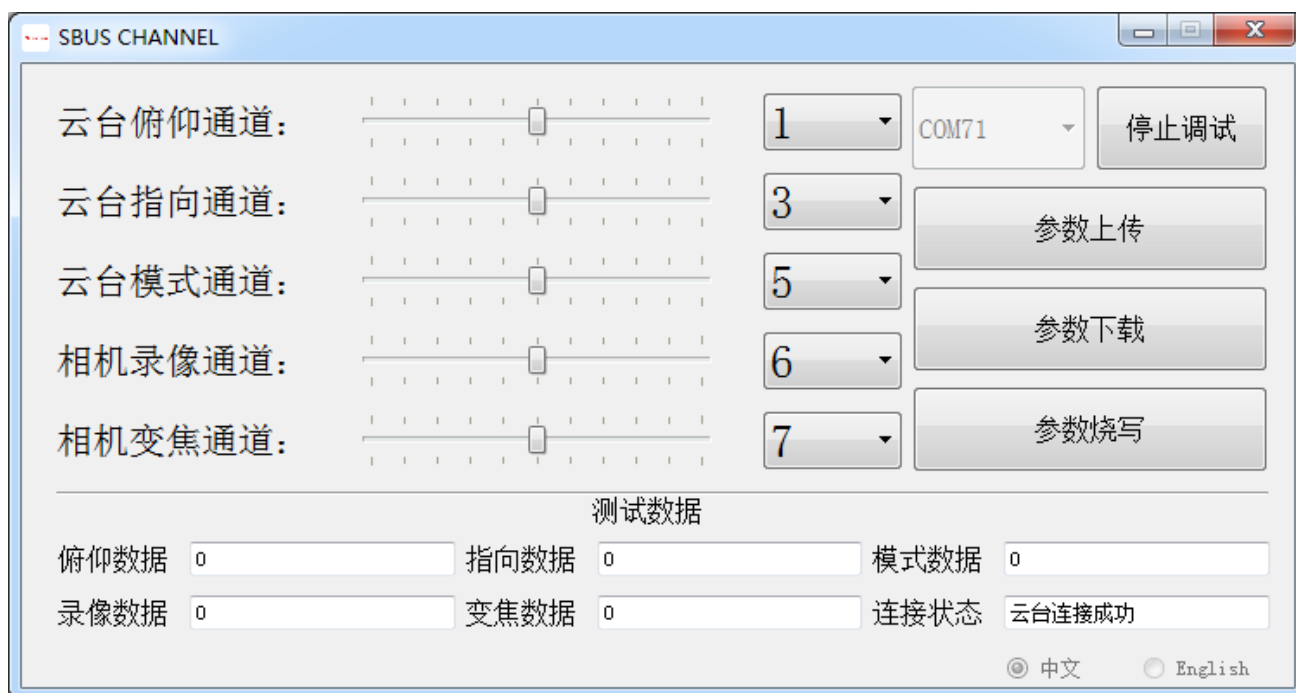 SBUS CHANNEL
云台俯仰通道： 1 COM71 停止调试
云台指向通道： 3 参数上传
云台模式通道： 5 参数下载
相机录像通道： 6 参数烧写
相机变焦通道： 7
测试数据
俯仰数据 0 指向数据 0 模式数据 0
录像数据 0 变焦数据 0 连接状态 云台连接成功
中文 English